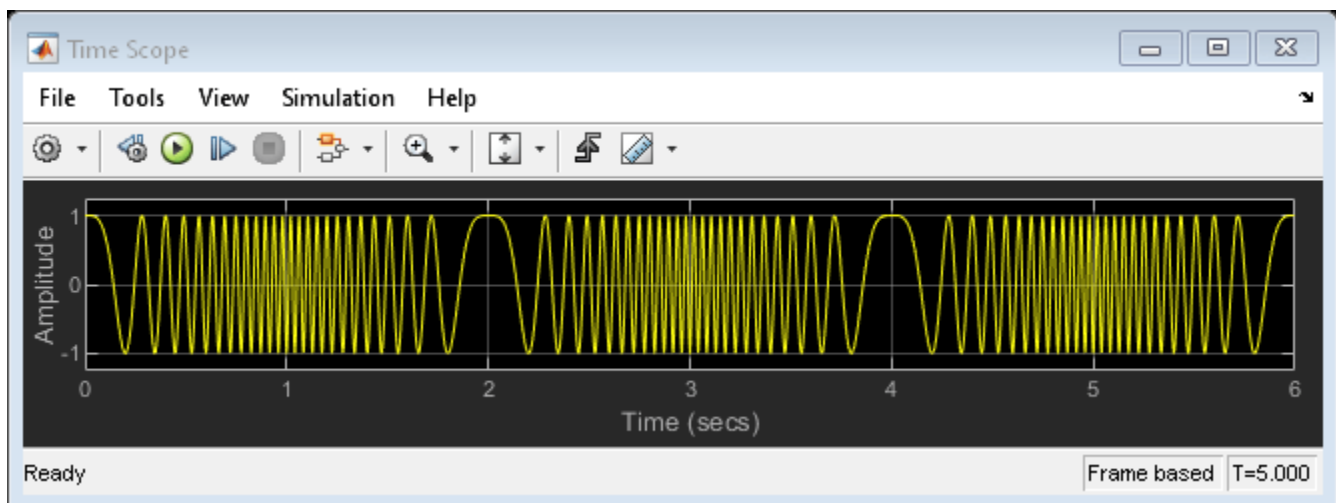 Time Scope
File Tools View Simulation Help
Amplitude
1
0
-1
0 1 2 3 4 5 6
Time (secs)
Ready Frame based T=5.000